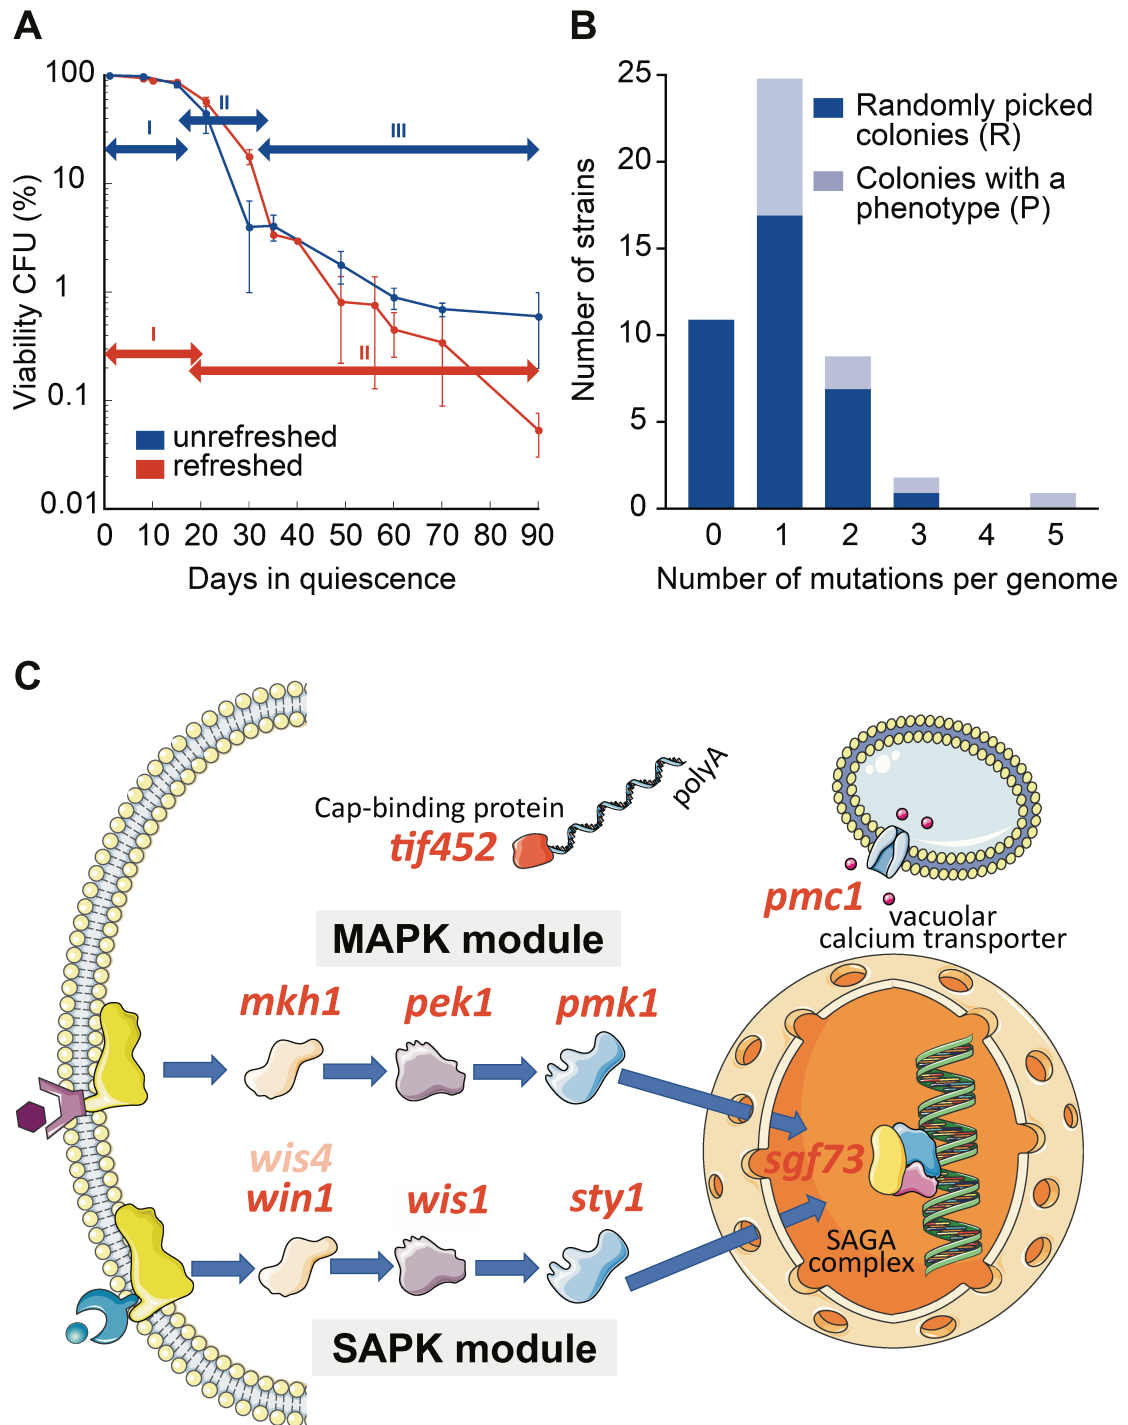 A
100
10
1
0.1
0.01
Viability CFU (%)
I
II
III
I
II
unrefreshed
refreshed
0 10 20 30 40 50 60 70 80 90
Days in quiescence
B
25
20
15
10
5
0
Number of strains
Randomly picked
colonies (R)
Colonies with a
phenotype (P)
0 1 2 3 4 5
Number of mutations per genome
C
Cap-binding protein
tif452
polyA
pmc1
vacuolar
calcium transporter
MAPK module
mkh1 pek1 pmk1
wis4
win1 wis1 sty1
sgf73
SAGA
complex
SAPK module